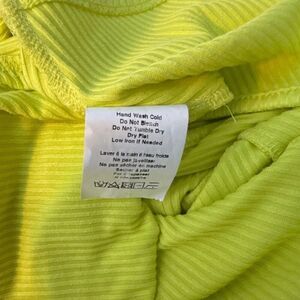 Hand Wash Cold
Do Not Bleach
Do Not Tumble Dry
Dry Flat
Low Iron if Needed
Laver à la main à l'eau froide
Ne pas javelliser
Ne pas sécher en machine
Sécher à plat